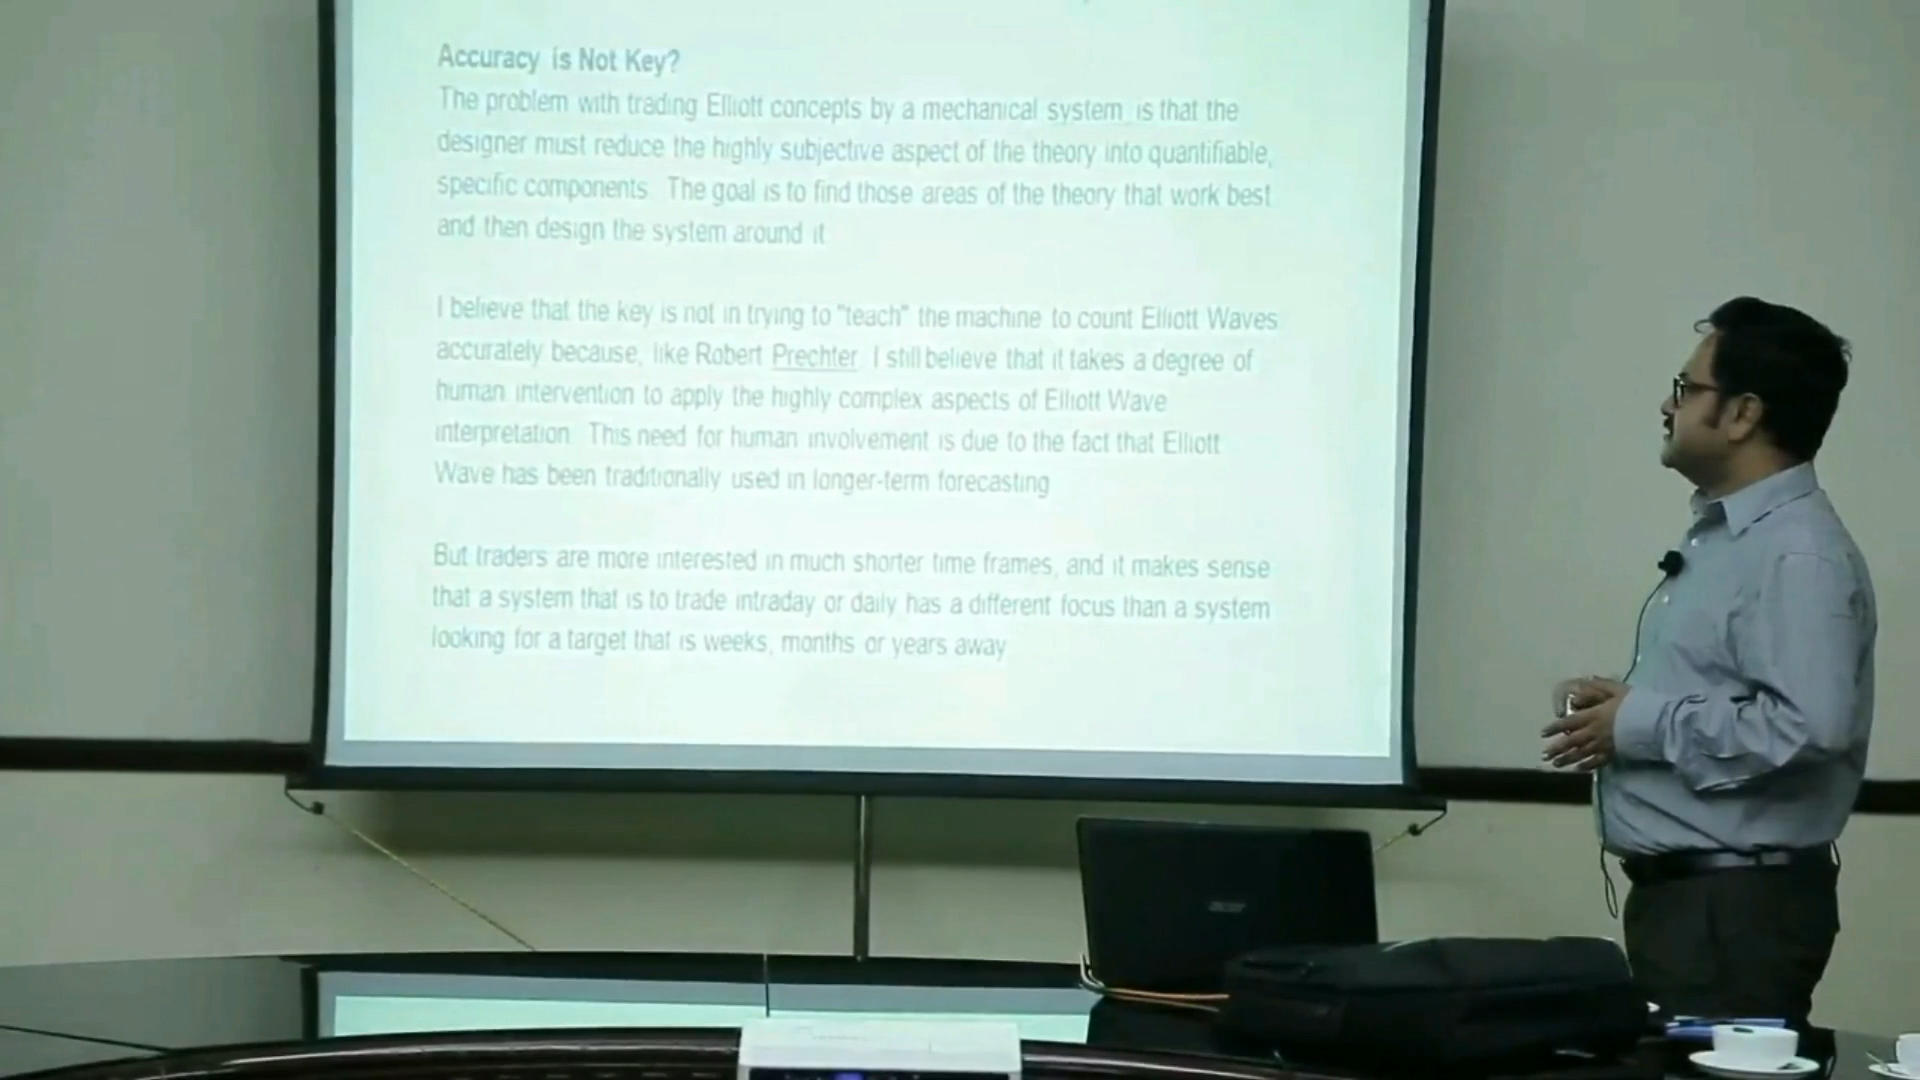 Accuracy is Not Key?
The problem with trading Elliott concepts by a mechanical system is that the
designer must reduce the highly subjective aspect of the theory into quantifiable,
specific components. The goal is to find those areas of the theory that work best
and then design the system around it
I believe that the key is not in trying to "teach" the machine to count Elliott Waves
accurately because, like Robert Prechter, I still believe that it takes a degree of
human intervention to apply the highly complex aspects of Elliott Wave
interpretation. This need for human involvement is due to the fact that Elliott
Wave has been traditionally used in longer-term forecasting
But traders are more interested in much shorter time frames, and it makes sense
that a system that is to trade intraday or daily has a different focus than a system
looking for a target that is weeks, months or years away
acer